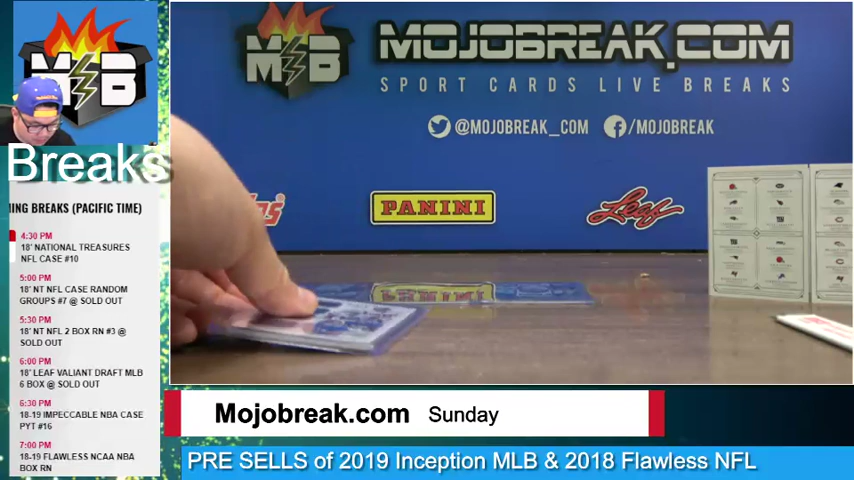 M B
Breaks
ING BREAKS (PACIFIC TIME)
4:30 PM
18' NATIONAL TREASURES
NFL CASE #10
5:00 PM
18' NT NFL CASE RANDOM
GROUPS #7 @ SOLD OUT
5:30 PM
18' NT NFL 2 BOX RN #3 @
SOLD OUT
6:00 PM
18' LEAF VALIANT DRAFT MLB
6 BOX @ SOLD OUT
6:30 PM
18-19 IMPECCABLE NBA CASE
PYT #16
7:00 PM
18-19 FLAWLESS NCAA NBA
BOX RN
M B
MOJOBREAK.COM
SPORT CARDS LIVE BREAKS
@MOJOBREAK_COM /MOJOBREAK
PANINI
Leaf
Mojobreak.com Sunday
PRE SELLS of 2019 Inception MLB & 2018 Flawless NFL